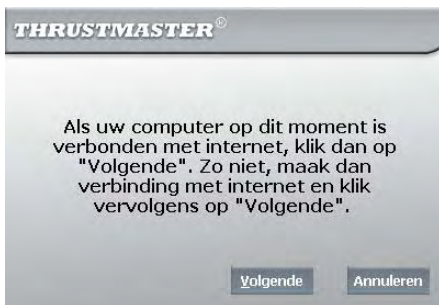 THRUSTMASTER®
Als uw computer op dit moment is
verbonden met internet, klik dan op
"Volgende". Zo niet, maak dan
verbinding met internet en klik
vervolgens op "Volgende".
Volgende Annuleren